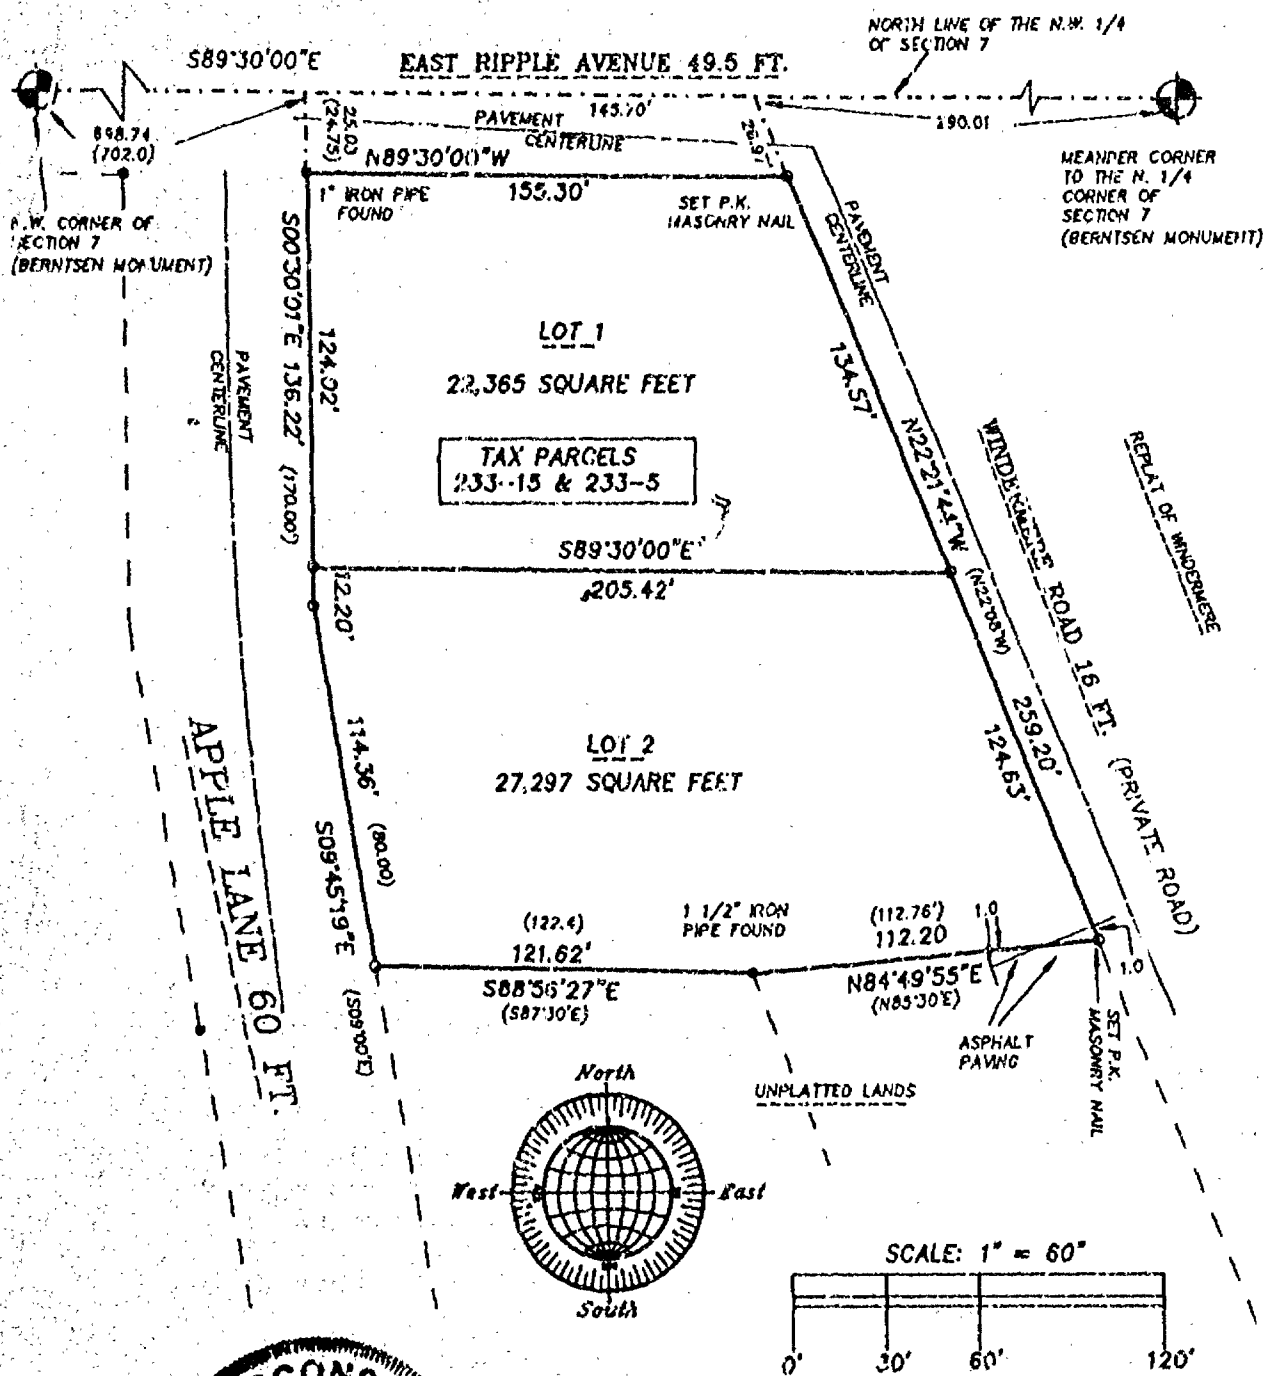 NORTH LINE OF THE N.W. 1/4
OF SECTION 7
S89°30'00"E
EAST RIPPLE AVENUE 49.5 FT.
145.70'
PAVEMENT
CENTERLINE
(702.0)
25.03
(24.75)
26.97
190.01
N89°30'00"W
155.30'
1" IRON PIPE
FOUND
SET P.K.
MASONRY NAIL
MEANDER CORNER
TO THE N. 1/4
CORNER OF
SECTION 7
(BERNTSEN MONUMENT)
N.W. CORNER OF
SECTION 7
(BERNTSEN MONUMENT)
PAVEMENT
CENTERLINE
S00°30'01"E 136.22' (170.00')
124.02'
LOT 1
22,365 SQUARE FEET
134.57'
PAVEMENT
CENTERLINE
TAX PARCELS
233-15 & 233-5
N22°21'44"W
(N22°08'W)
WINDERMERE ROAD 16 FT. (PRIVATE ROAD)
REPLAT OF WINDERMERE
S89°30'00"E
205.42'
12.20'
259.20'
124.63'
LOT 2
27,297 SQUARE FEET
114.36'
(80.00)
S09°45'19"E
(S09°00'E)
APPLE LANE 60 FT.
(122.4)
121.62'
S88°56'27"E
(S87°30'E)
1 1/2" IRON
PIPE FOUND
(112.76')
112.20
N84°49'55"E
(N85°30'E)
1.0
1.0
ASPHALT
PAVING
SET P.K.
MASONRY NAIL
UNPLATTED LANDS
North
West
East
South
SCALE: 1" = 60"
0' 30' 60' 120'